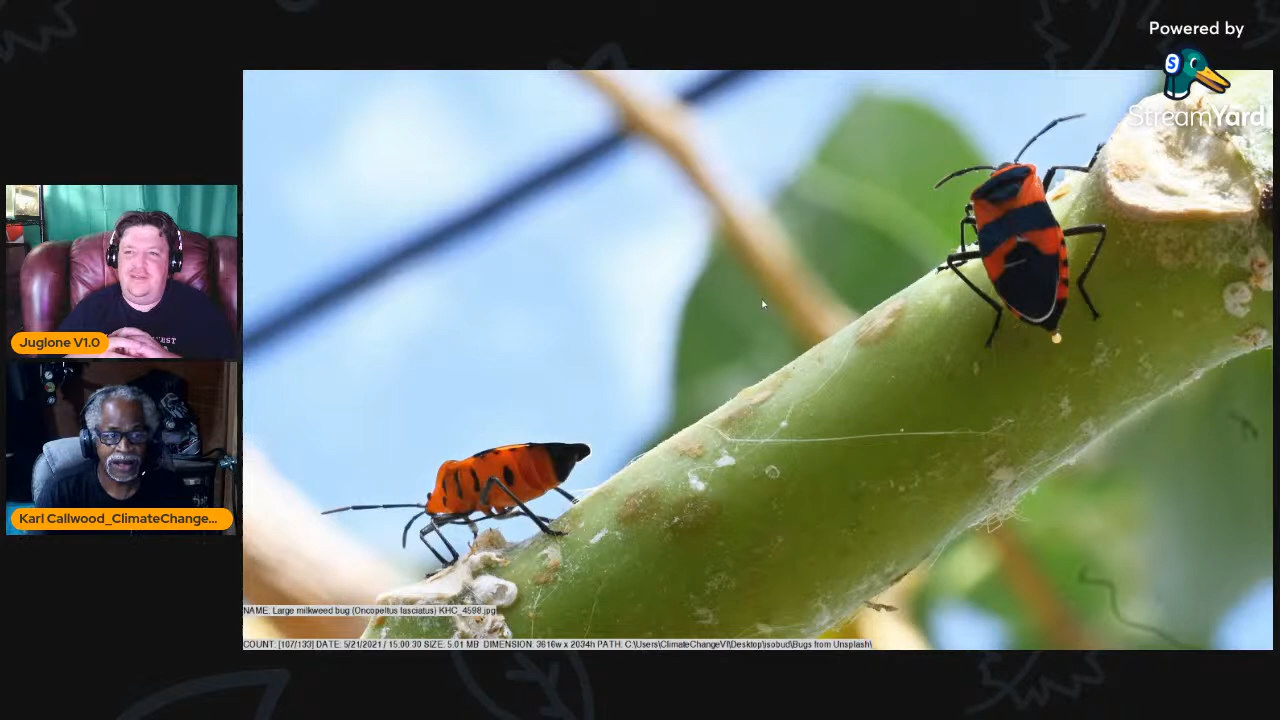 Powered by
S
StreamYard
EST
Juglone V1.0
Karl Callwood_ClimateChange...
NAME: Large milkweed bug (Oncopeltus fasciatus) KHC_4598.jpg
COUNT: [107/133] DATE: 5/21/2021 / 15:00:30 SIZE: 5.01 MB DIMENSION: 3616w x 2034h PATH: C:\Users\ClimateChangeVI\Desktop\isobud\Bugs from Unsplash\